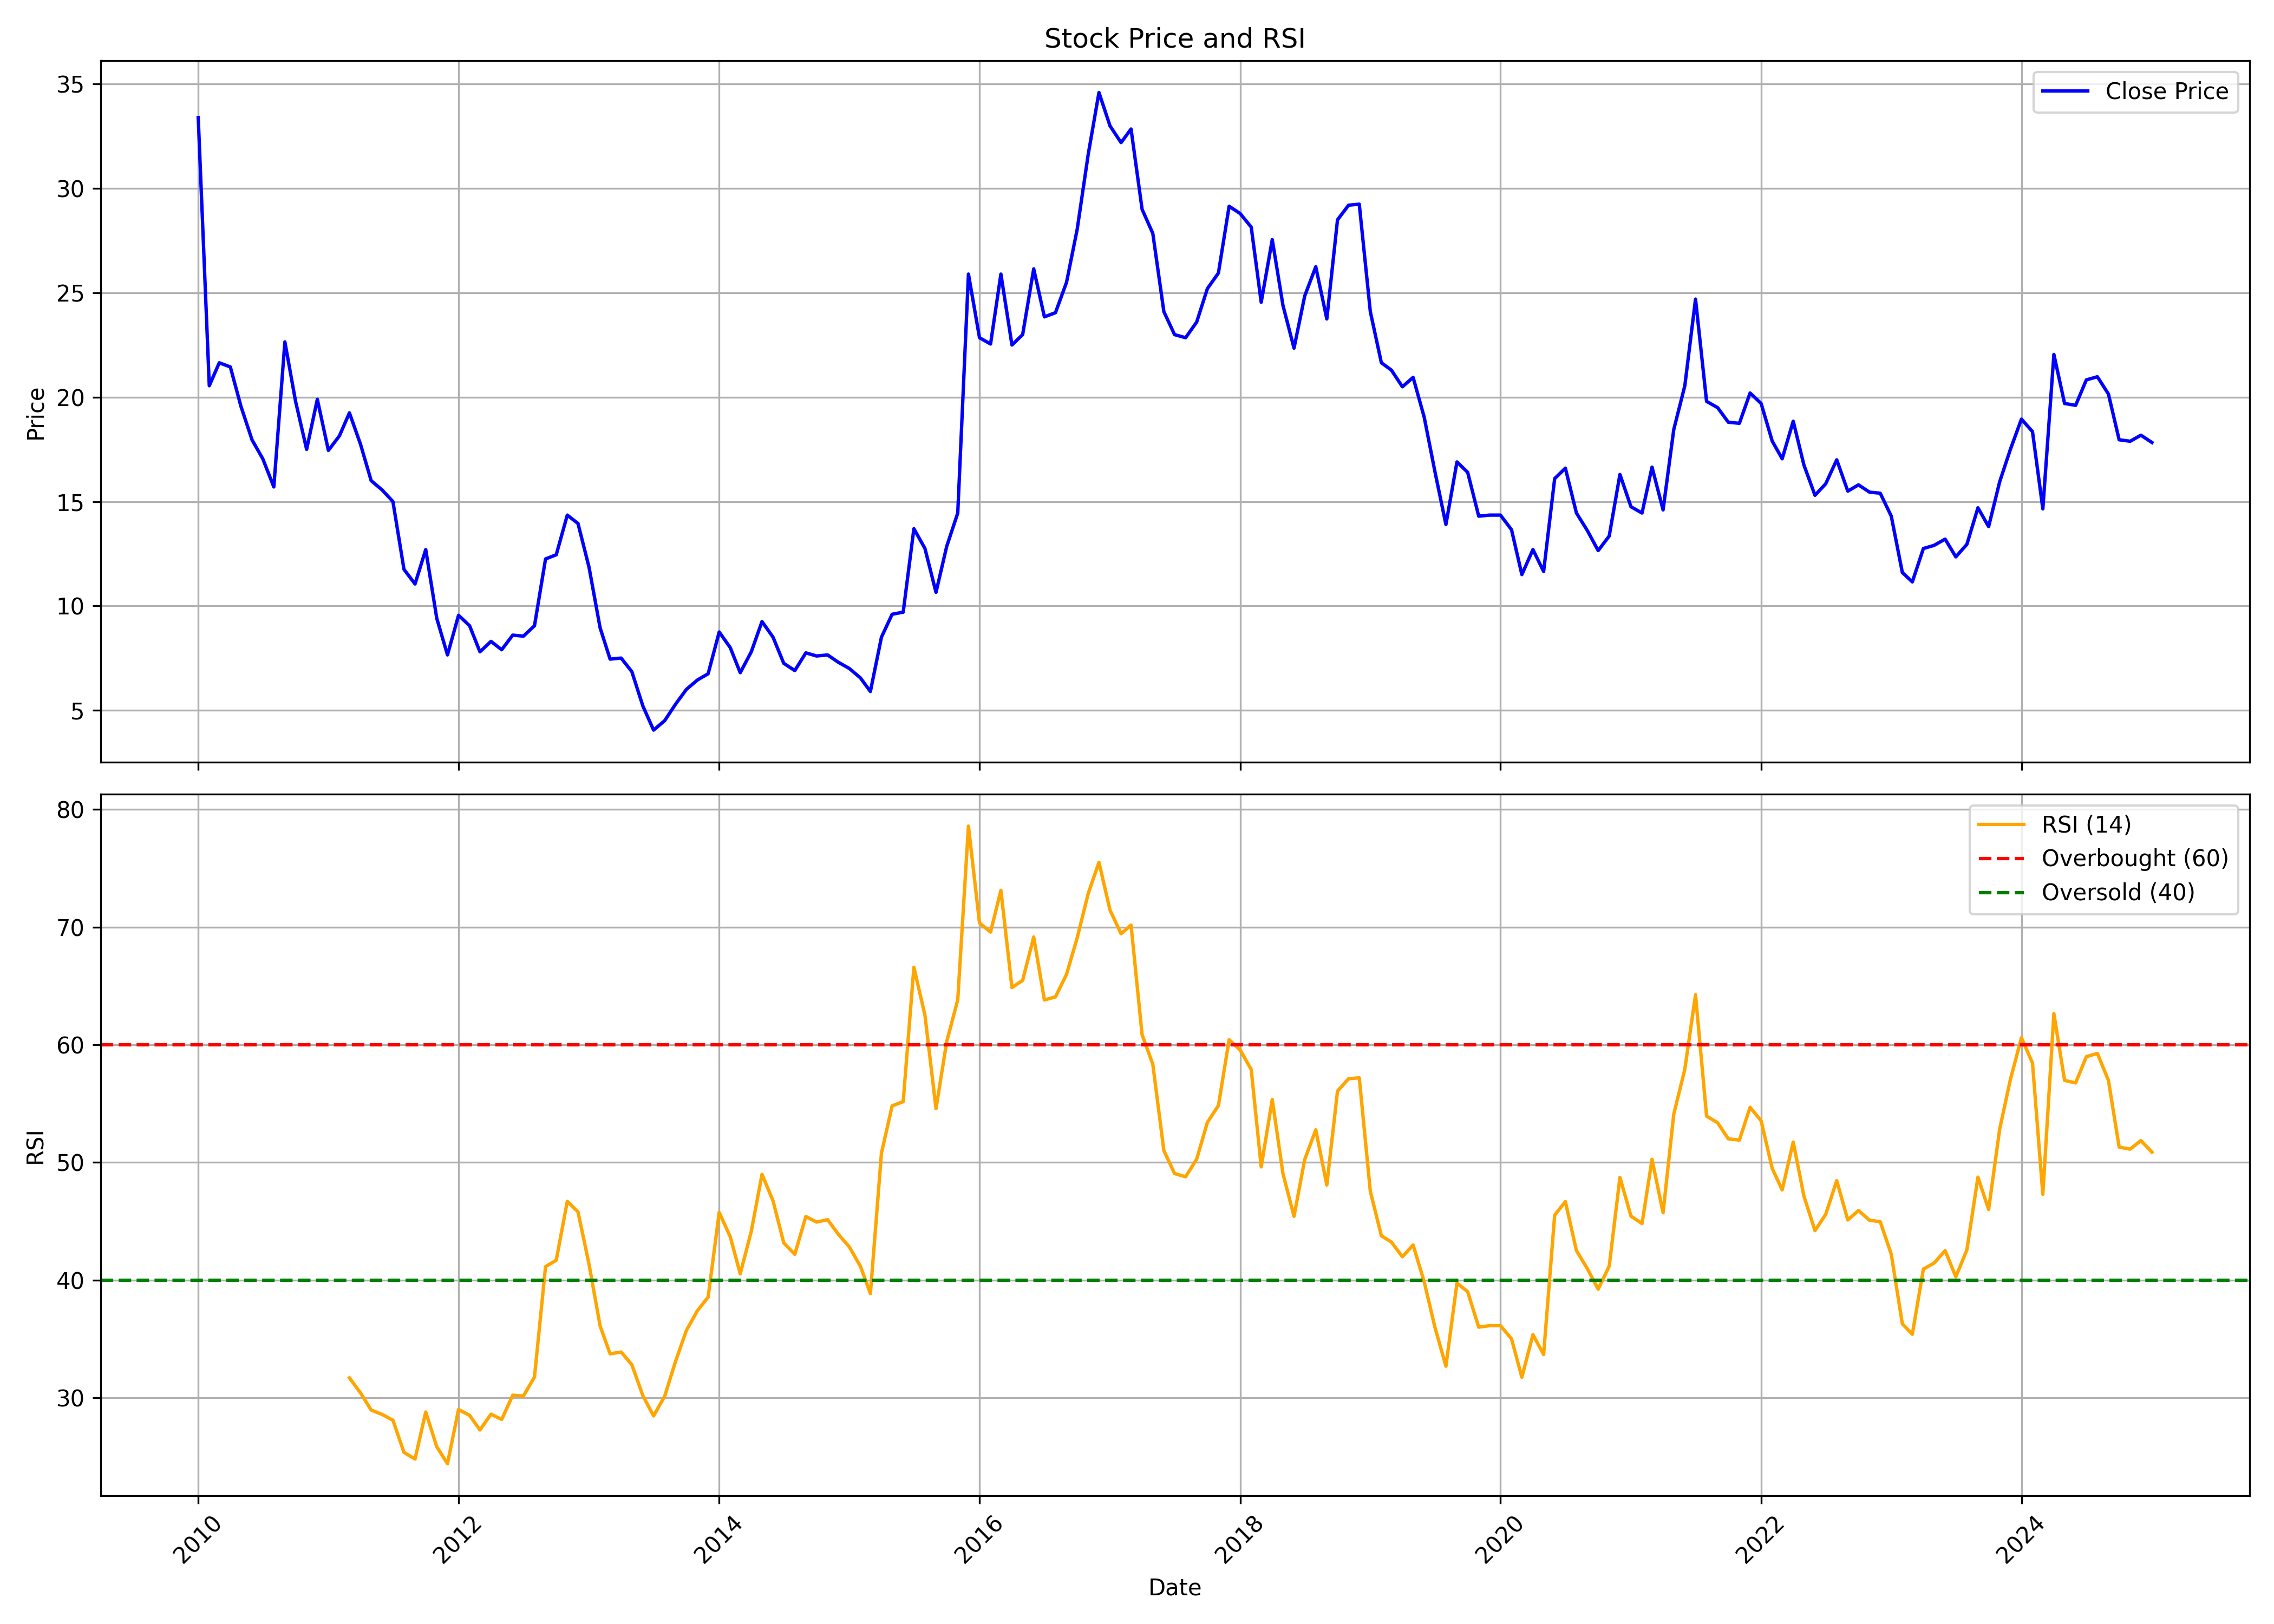 Stock Price and RSI
Price
35
30
25
20
15
10
5
Close Price
RSI
80
70
60
50
40
30
RSI (14)
Overbought (60)
Oversold (40)
2010
2012
2014
2016
2018
2020
2022
2024
Date